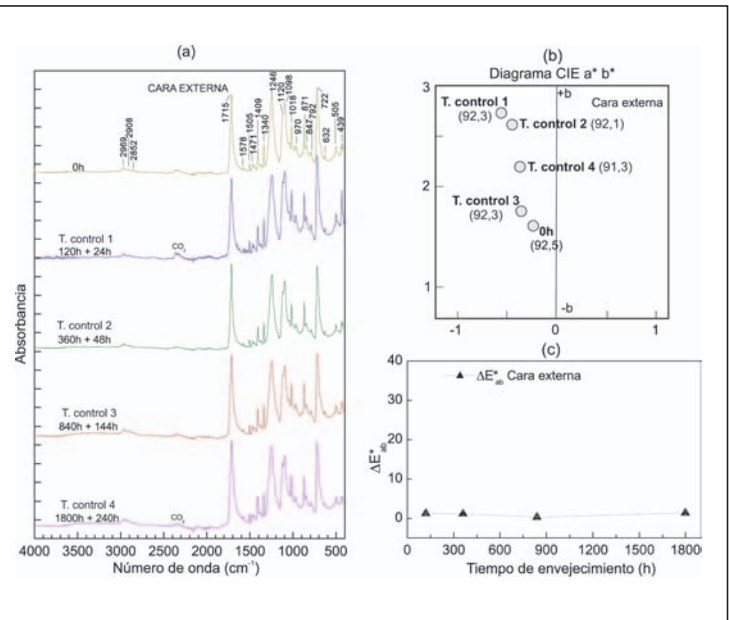 (a)
CARA EXTERNA
2969
2908
2852
1715
1578
1505
1471
1409
1340
1246
1120
1098
1018
970
871
847
792
722
632
505
439
0h
T. control 1
120h + 24h
CO2
T. control 2
360h + 48h
T. control 3
840h + 144h
T. control 4
1800h + 240h
CO2
Absorbancia
4000 3500 3000 2500 2000 1500 1000 500
Número de onda (cm-1)
(b)
Diagrama CIE a* b*
3
2
1
+b
Cara externa
T. control 1
(92,3)
T. control 2 (92,1)
T. control 4 (91,3)
T. control 3
(92,3)
0h
(92,5)
-b
-1 0 1
(c)
ΔE*ab Cara externa
40
30
20
10
0
ΔE*ab
0 300 600 900 1200 1500 1800
Tiempo de envejecimiento (h)